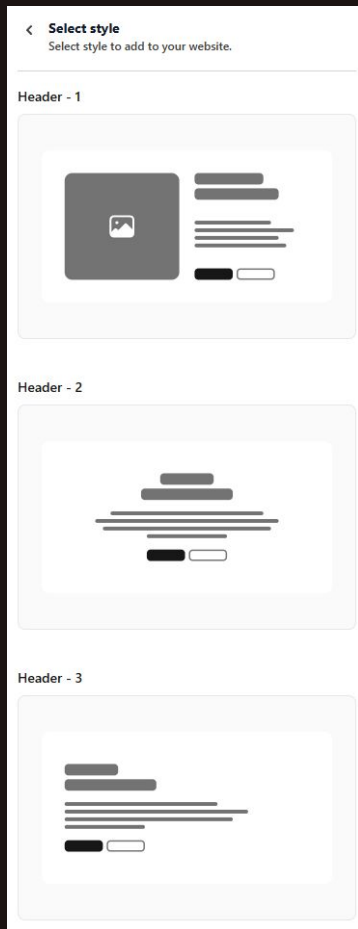 Select style
Select style to add to your website.
Header - 1
Header - 2
Header - 3